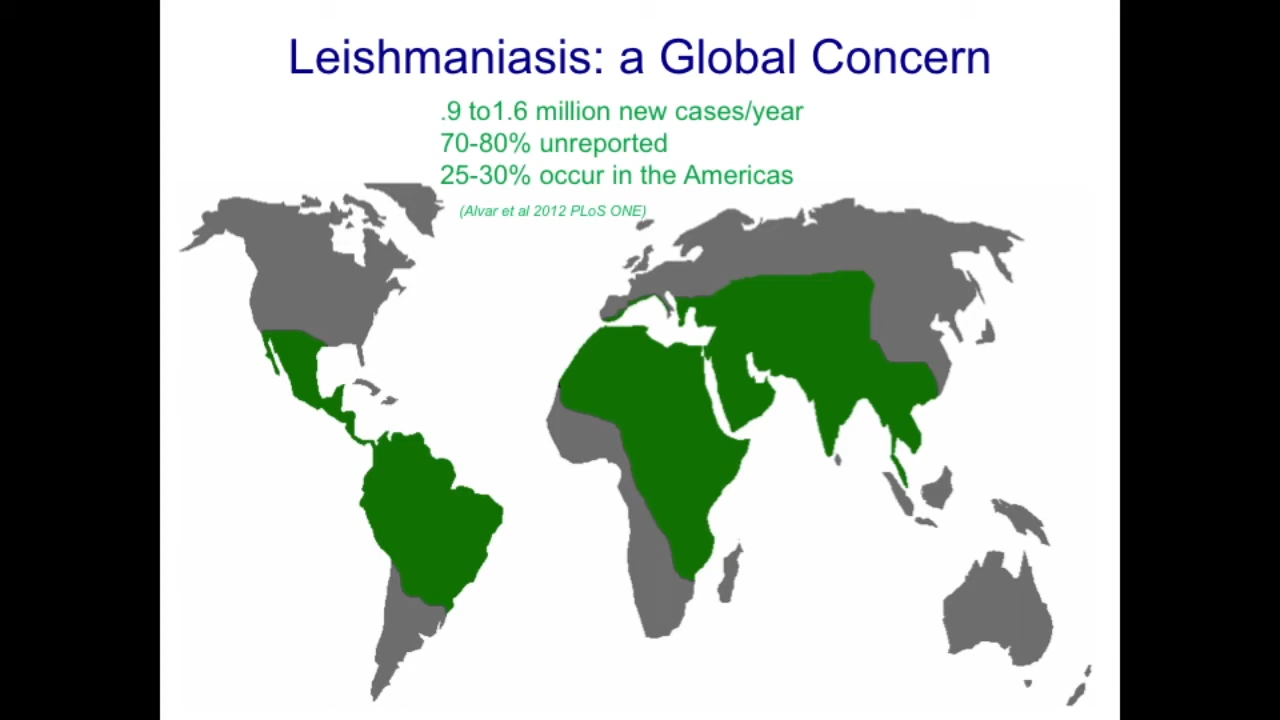 Leishmaniasis: a Global Concern
.9 to1.6 million new cases/year
70-80% unreported
25-30% occur in the Americas
(Alvar et al 2012 PLoS ONE)